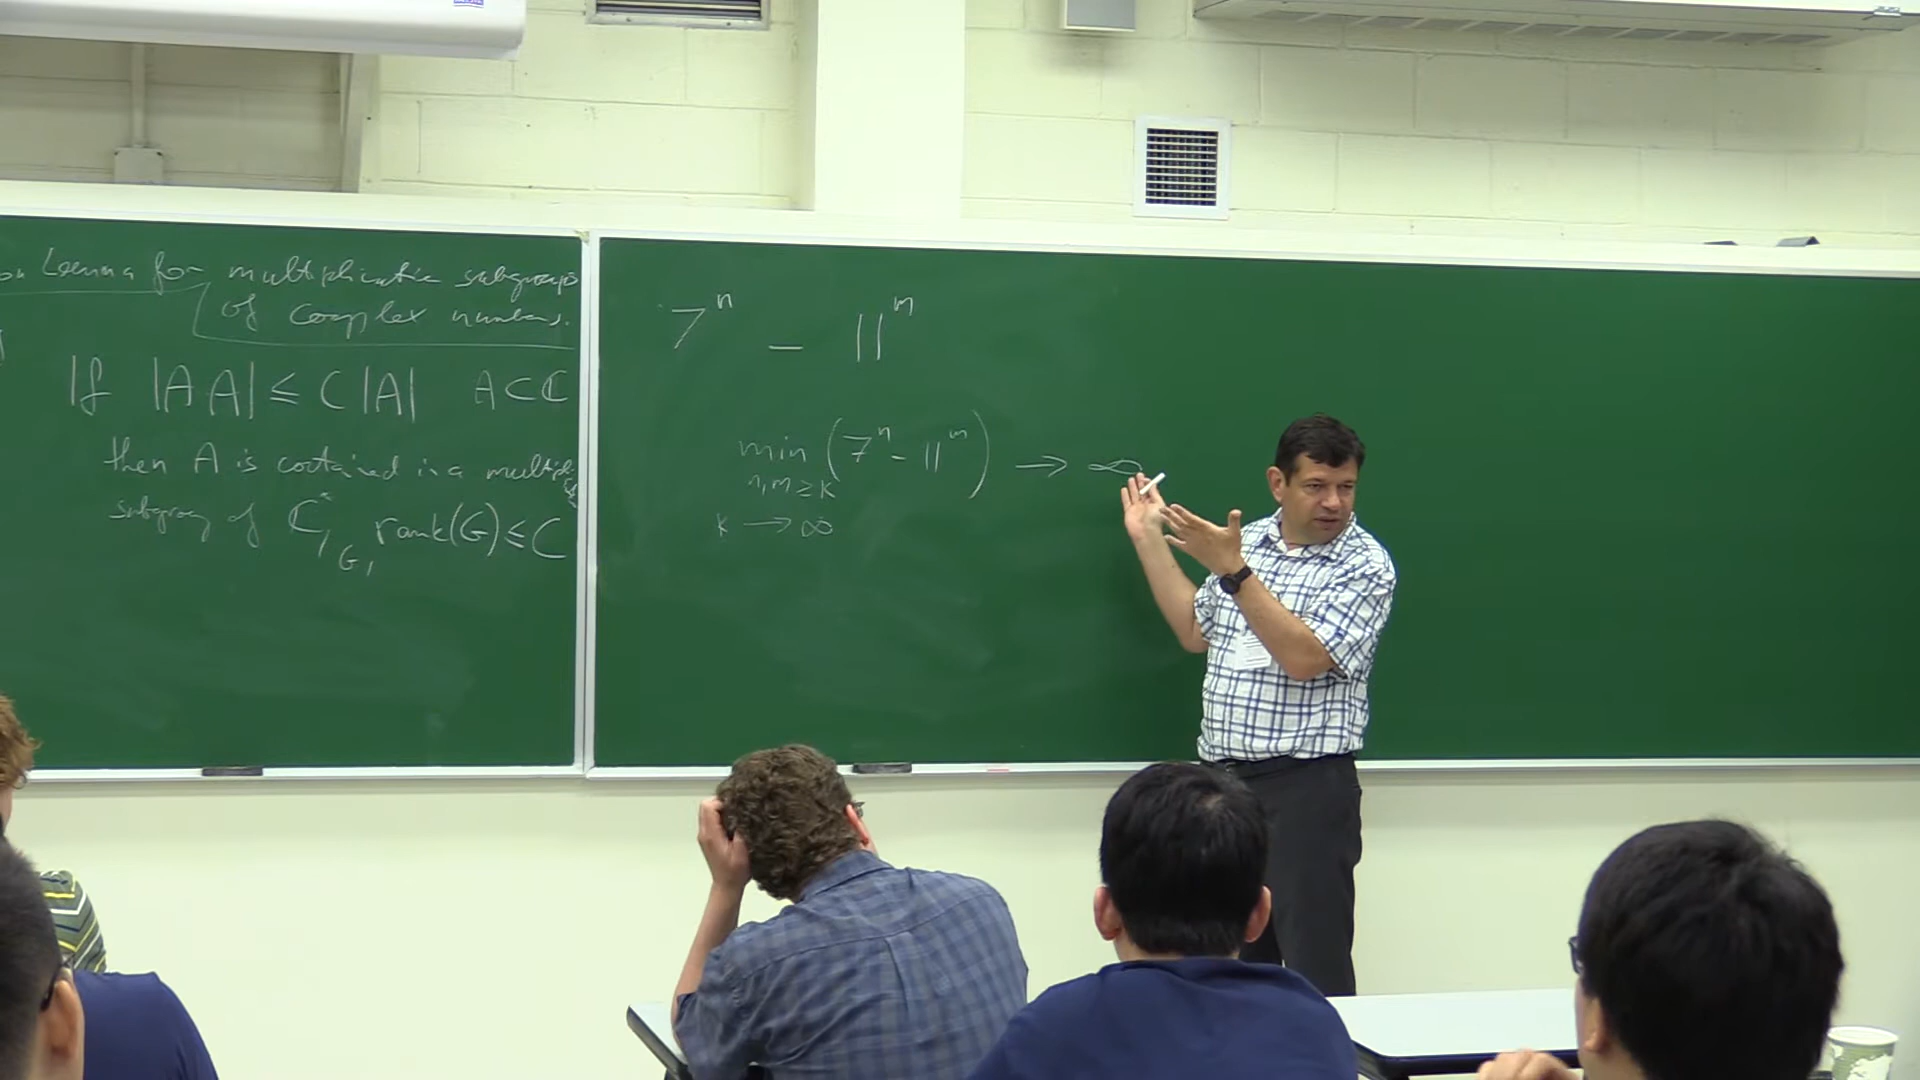 Lemma for multiplicative subgroups
of complex numbers.
If |AA| ≤ C|A| A⊂ℂ
then A is contained in a
subgroup of ℂ*, G, rank(G) ≤ C
7ⁿ − 11ᵐ
min (7ⁿ − 11ᵐ) → ∞
n,m ≥ k
k → ∞